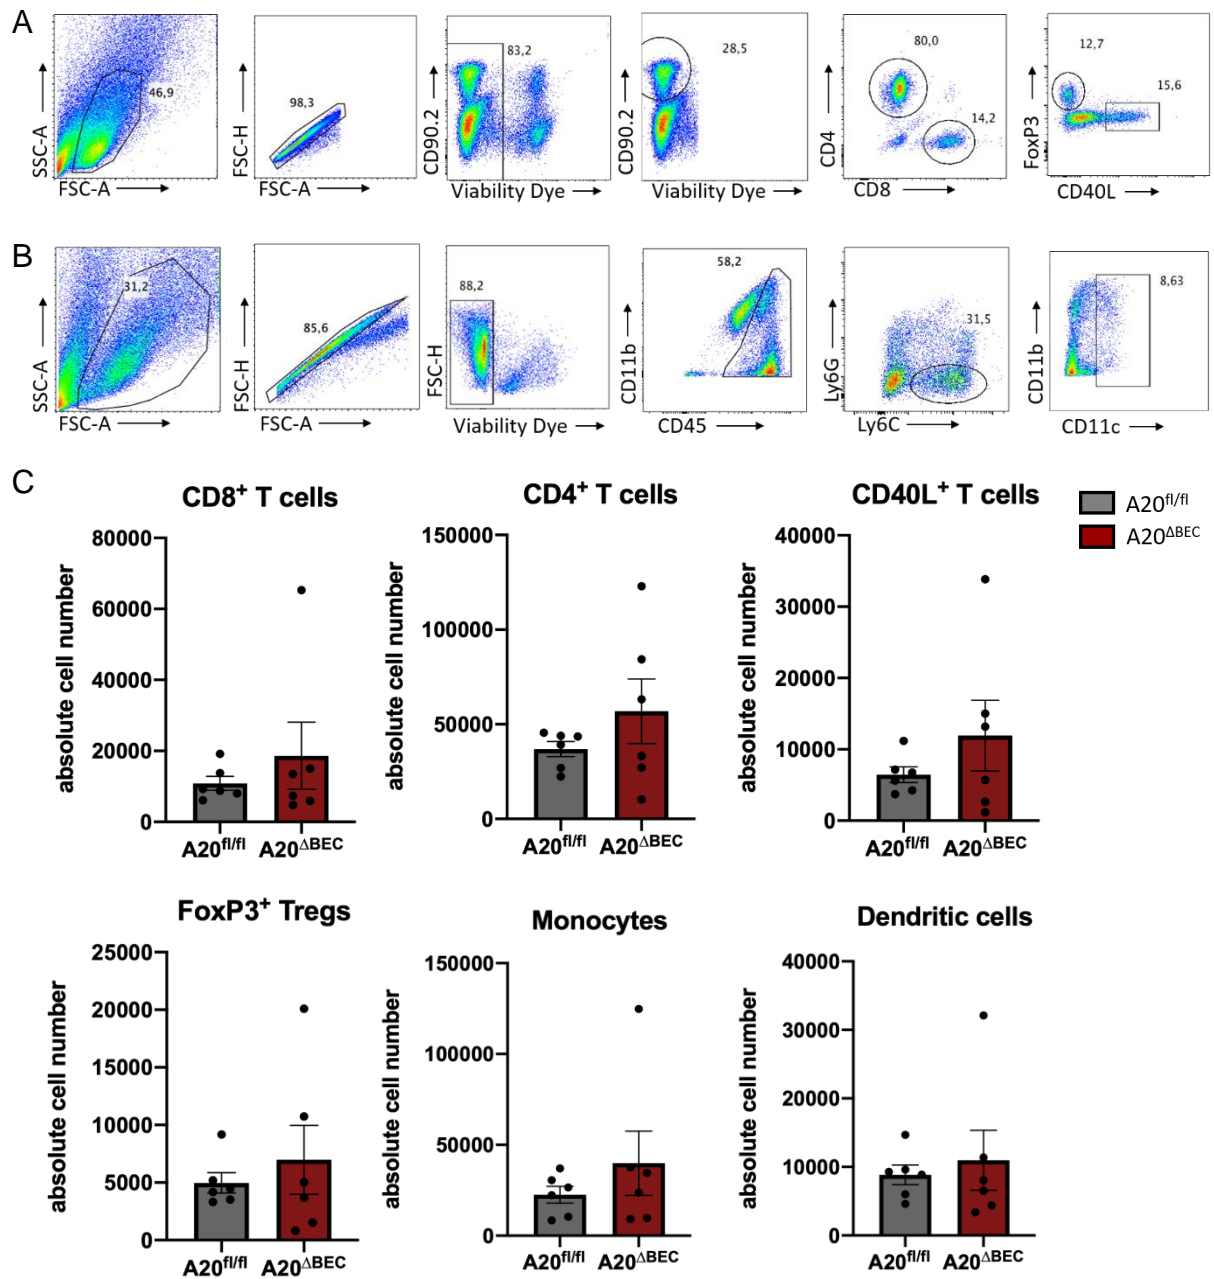 A
SSC-A
46,9
FSC-A
FSC-H
98,3
FSC-A
CD90.2
83,2
Viability Dye
CD90.2
28,5
Viability Dye
CD4
80,0
14,2
CD8
FoxP3
12,7
15,6
CD40L
B
SSC-A
31,2
FSC-A
FSC-H
85,6
FSC-A
FSC-H
88,2
Viability Dye
CD11b
58,2
CD45
Ly6G
31,5
Ly6C
CD11b
8,63
CD11c
C
CD8+ T cells
absolute cell number
80000
60000
40000
20000
0
A20fl/fl
A20ΔBEC
CD4+ T cells
absolute cell number
150000
100000
50000
0
A20fl/fl
A20ΔBEC
CD40L+ T cells
absolute cell number
40000
30000
20000
10000
0
A20fl/fl
A20ΔBEC
A20fl/fl
A20ΔBEC
FoxP3+ Tregs
absolute cell number
25000
20000
15000
10000
5000
0
A20fl/fl
A20ΔBEC
Monocytes
absolute cell number
150000
100000
50000
0
A20fl/fl
A20ΔBEC
Dendritic cells
absolute cell number
40000
30000
20000
10000
0
A20fl/fl
A20ΔBEC